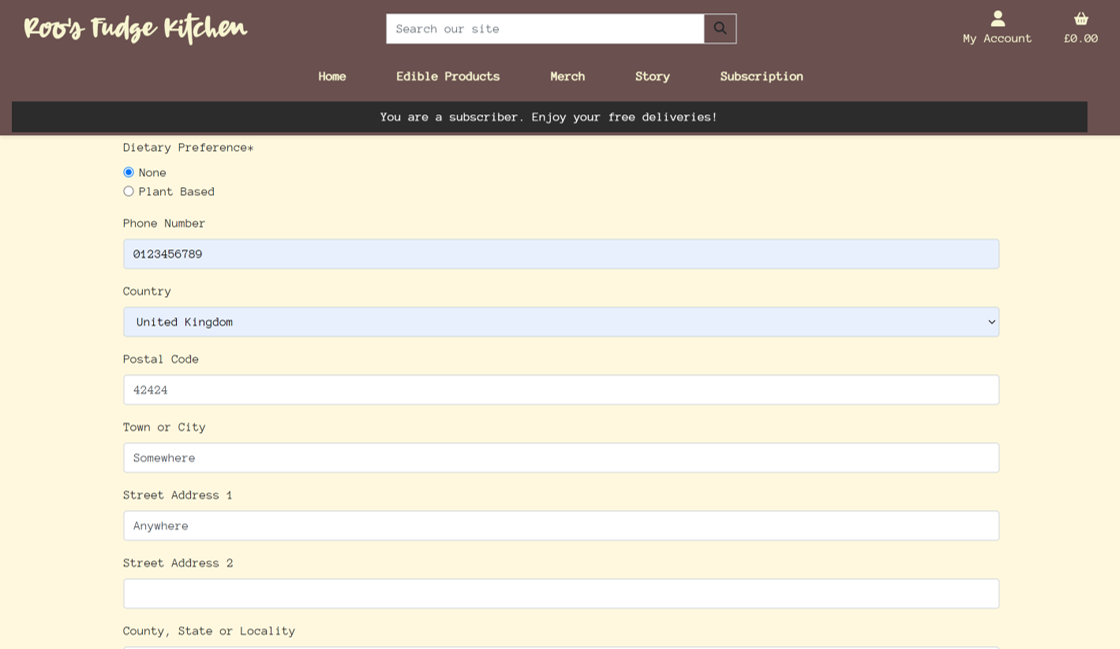 Roo's Fudge Kitchen
Search our site
My Account
£0.00
Home
Edible Products
Merch
Story
Subscription
You are a subscriber. Enjoy your free deliveries!
Dietary Preference*
None
Plant Based
Phone Number
0123456789
Country
United Kingdom
Postal Code
42424
Town or City
Somewhere
Street Address 1
Anywhere
Street Address 2
County, State or Locality